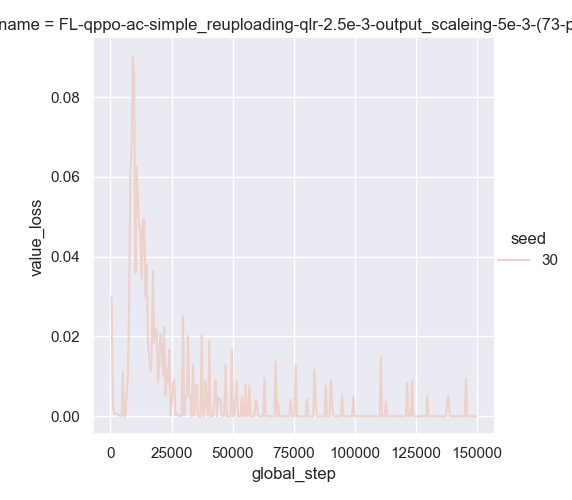 name = FL-qppo-ac-simple_reuploading-qlr-2.5e-3-output_scaleing-5e-3-(73-p
0.08
0.06
0.04
0.02
0.00
value_loss
0 25000 50000 75000 100000 125000 150000
global_step
seed
30